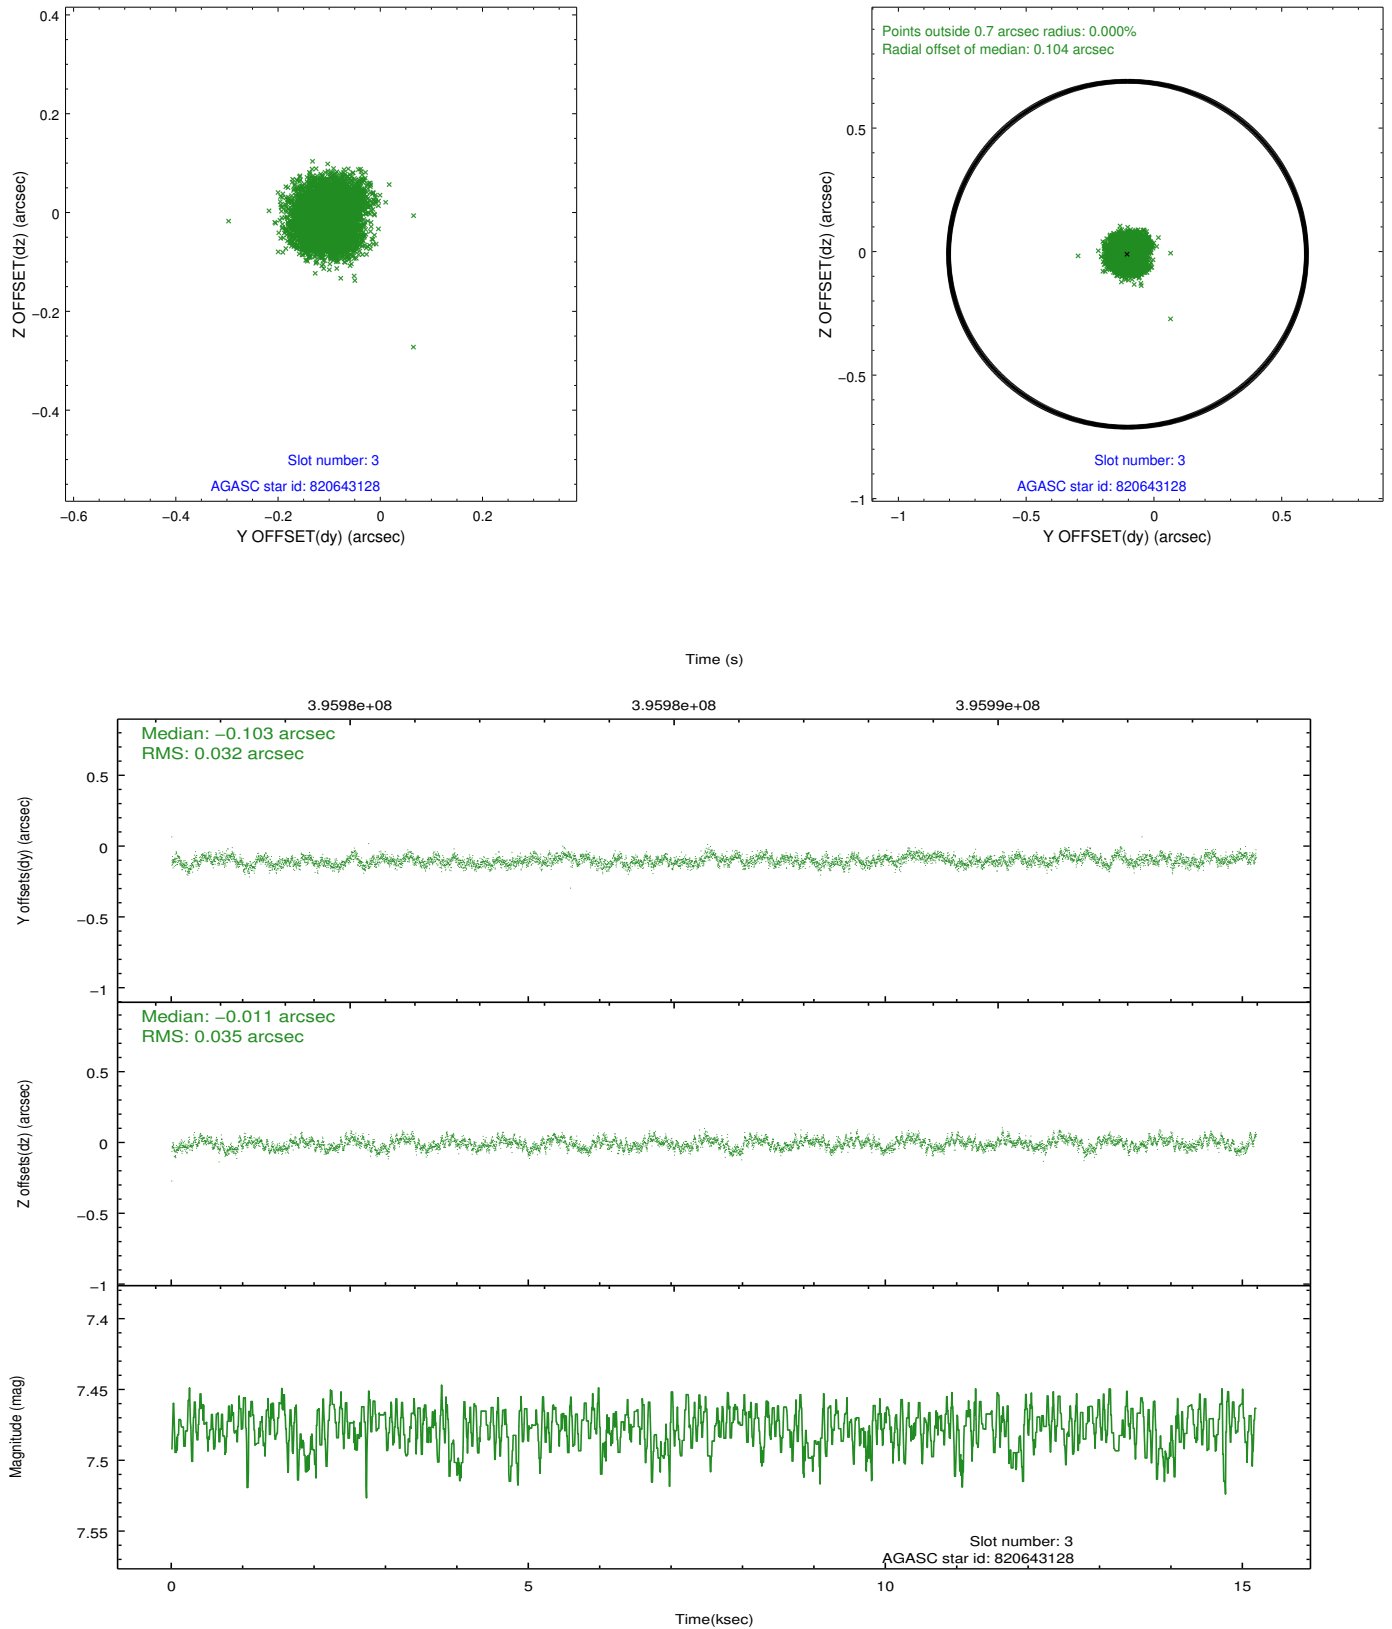 0.4
0.2
0
−0.2
−0.4
Z OFFSET(dz) (arcsec)
Slot number: 3
AGASC star id: 820643128
−0.6
−0.4
−0.2
0
0.2
Y OFFSET(dy) (arcsec)
Points outside 0.7 arcsec radius: 0.000%
Radial offset of median: 0.104 arcsec
0.5
0
−0.5
−1
Z OFFSET(dz) (arcsec)
Slot number: 3
AGASC star id: 820643128
−1
−0.5
0
0.5
Y OFFSET(dy) (arcsec)
Time (s)
3.9598e+08
3.9598e+08
3.9599e+08
Median: −0.103 arcsec
RMS: 0.032 arcsec
0.5
0
−0.5
−1
Y offsets(dy) (arcsec)
Median: −0.011 arcsec
RMS: 0.035 arcsec
0.5
0
−0.5
−1
Z offsets(dz) (arcsec)
7.4
7.45
7.5
7.55
Magnitude (mag)
Slot number: 3
AGASC star id: 820643128
0
5
10
15
Time(ksec)